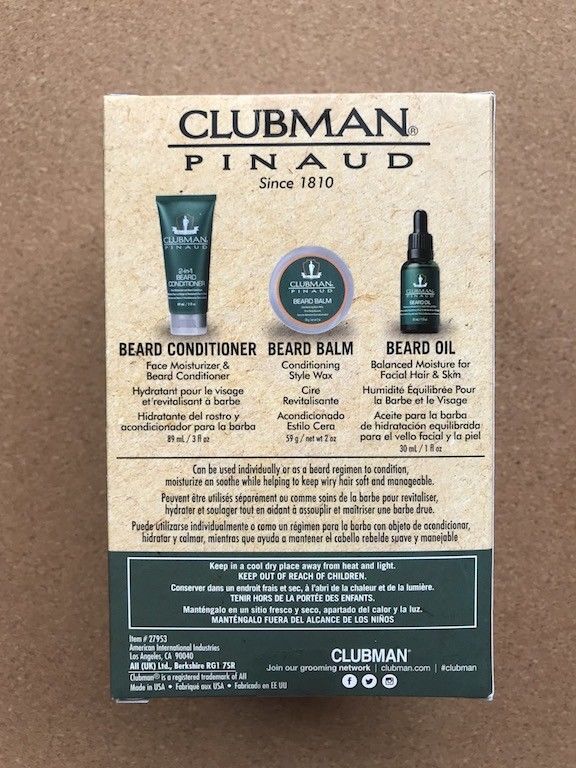 CLUBMAN®
PINAUD
Since 1810
CLUBMAN
PINAUD
2-in-1
BEARD
CONDITIONER
CLUBMAN
PINAUD
BEARD BALM
CLUBMAN
PINAUD
BEARD OIL
BEARD CONDITIONER
Face Moisturizer &
Beard Conditioner
Hydratant pour le visage
et revitalisant à barbe
Hidratante del rostro y
acondicionador para la barba
89 mL / 3 fl oz
BEARD BALM
Conditioning
Style Wax
Cire
Revitalisante
Acondicionado
Estilo Cera
59 g / net wt 2 oz
BEARD OIL
Balanced Moisture for
Facial Hair & Skin
Humidité Équilibrée Pour
la Barbe et le Visage
Aceite para la barba
de hidratación equilibrada
para el vello facial y la piel
30 mL / 1 fl oz
Can be used individually or as a beard regimen to condition,
moisturize an soothe while helping to keep wiry hair soft and manageable.
Peuvent être utilisés séparément ou comme soins de la barbe pour revitaliser,
hydrater et soulager tout en aidant à assouplir et maîtriser une barbe drue.
Puede utilizarse individualmente o como un régimen para la barba con objeto de acondicionar,
hidratar y calmar, mientras que ayuda a mantener el cabello rebelde suave y manejable
Keep in a cool dry place away from heat and light.
KEEP OUT OF REACH OF CHILDREN.
Conserver dans un endroit frais et sec, à l'abri de la chaleur et de la lumière.
TENIR HORS DE LA PORTÉE DES ENFANTS.
Manténgalo en un sitio fresco y seco, apartado del calor y la luz.
MANTÉNGALO FUERA DEL ALCANCE DE LOS NIÑOS
Item # 27953
American International Industries
Los Angeles, CA 90040
AII (UK) Ltd., Berkshire RG1 7SR
Clubman® is a registered trademark of AII
Made in USA • Fabriqué aux USA • Fabricado en EE UU
CLUBMAN®
Join our grooming network | clubman.com | #clubman